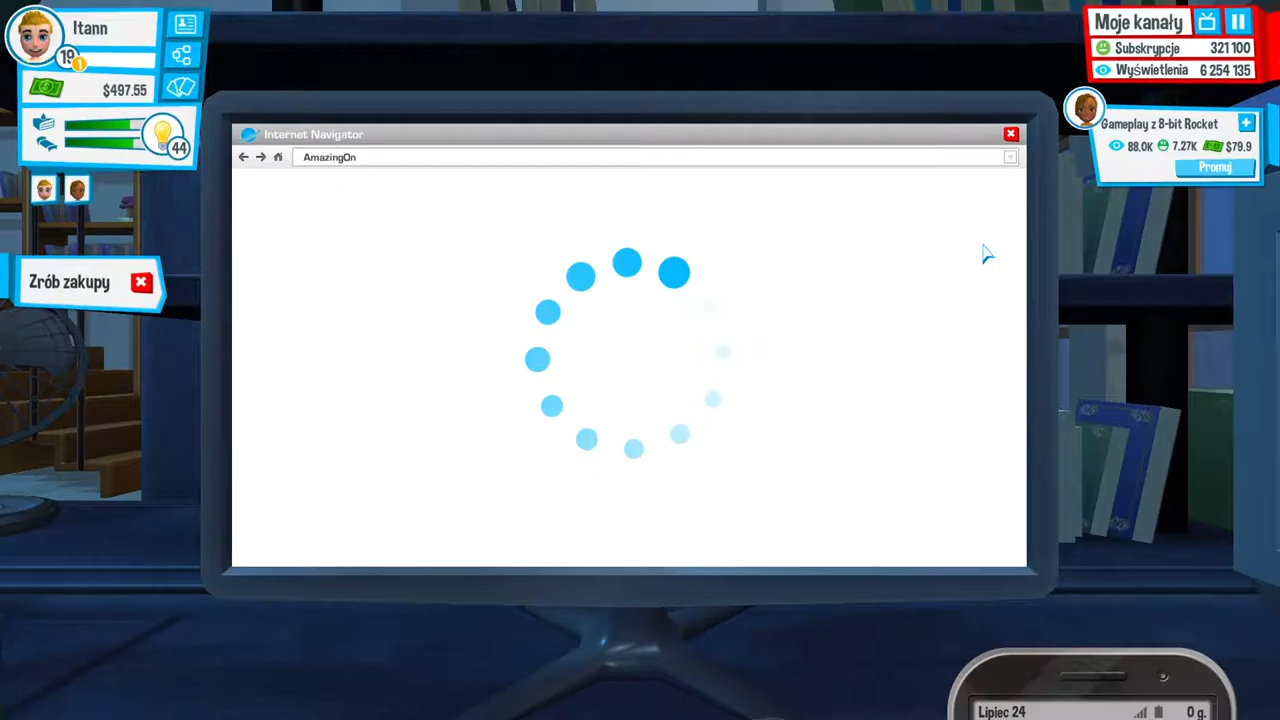 Itann
19
1
$497.55
44
Zrób zakupy
Internet Navigator
AmazingOn
Moje kanały
Subskrypcje 321 100
Wyświetlenia 6 254 135
Gameplay z 8-bit Rocket
88.0K 7.27K $79.9
Promuj
Lipiec 24 0 g.